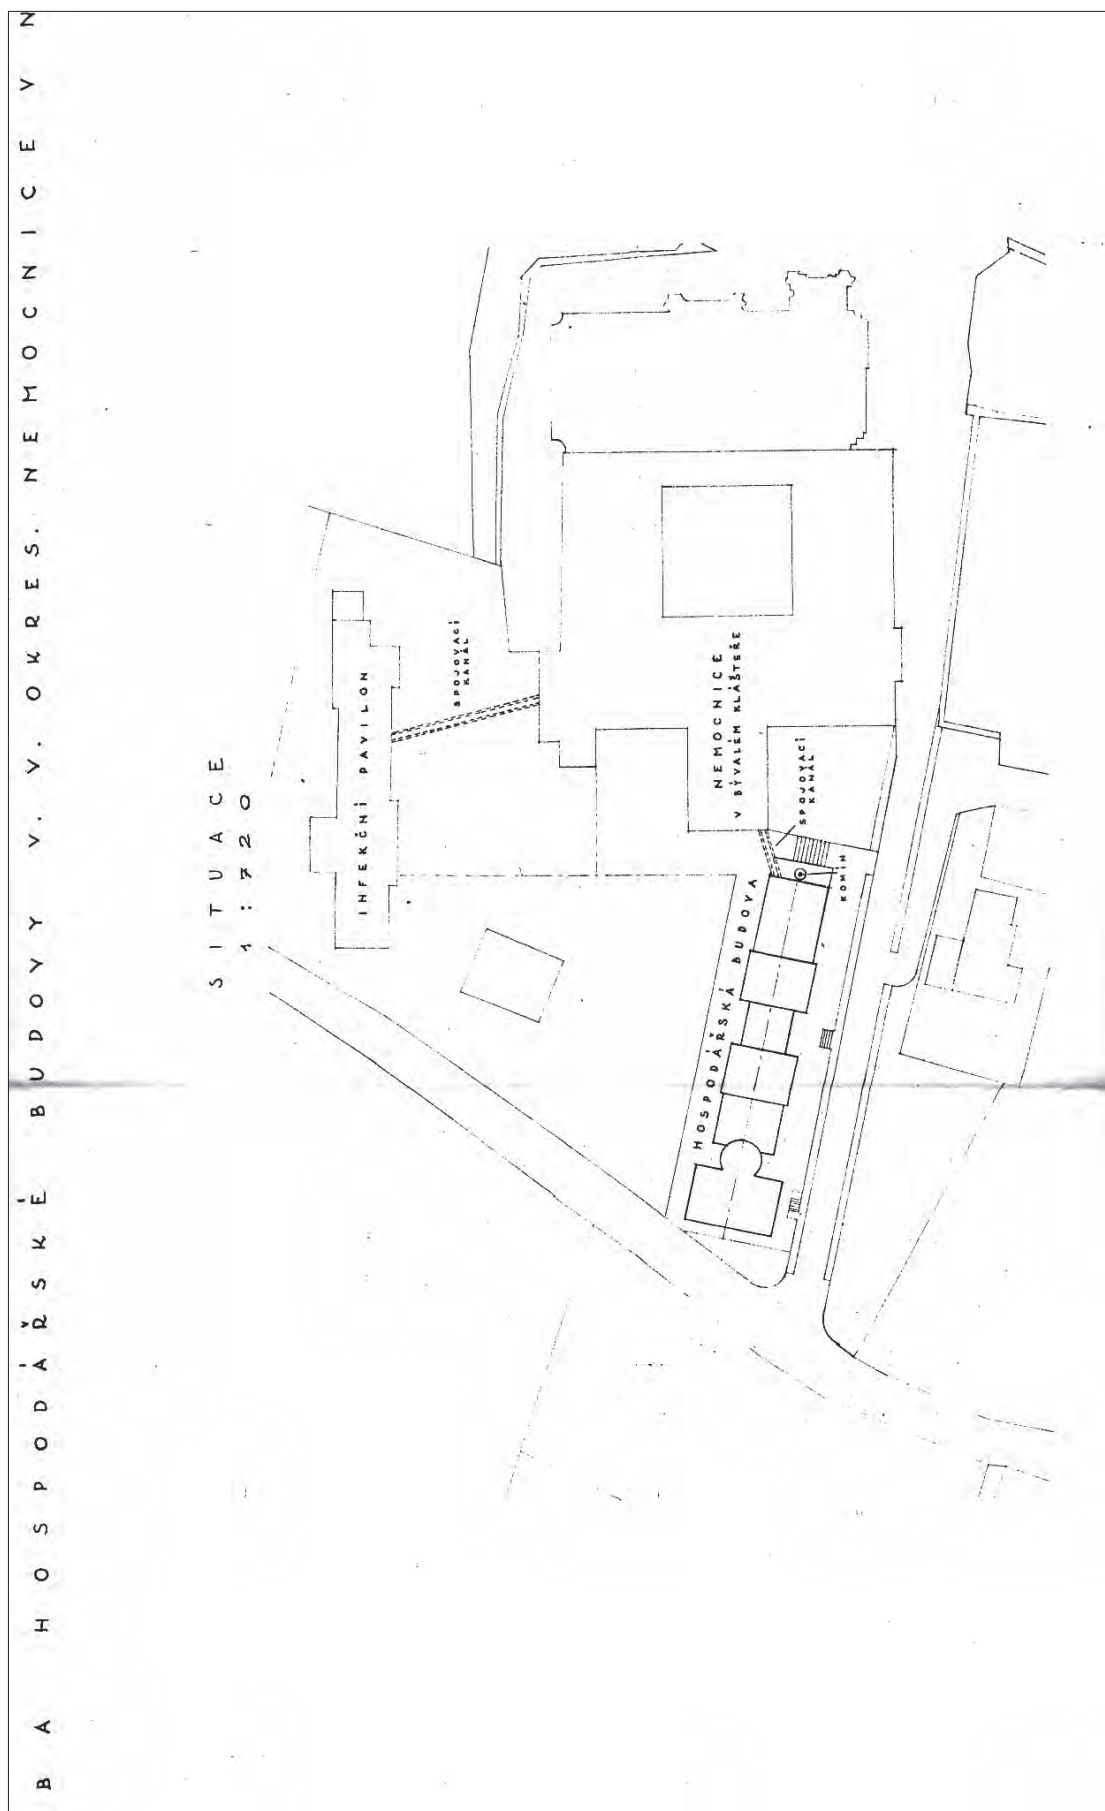 BA HOSPODÁŘSKÉ BUDOVY V. V. OKRES. NEMOCNICE V N
SITUACE
1:720
INFEKČNÍ PAVILON
SPOJOVACÍ
KANÁL
NEMOCNICE
V BÝVALÉM KLÁŠTEŘE
SPOJOVACÍ
KANÁL
HOSPODÁŘSKÁ BUDOVA
KOMÍN